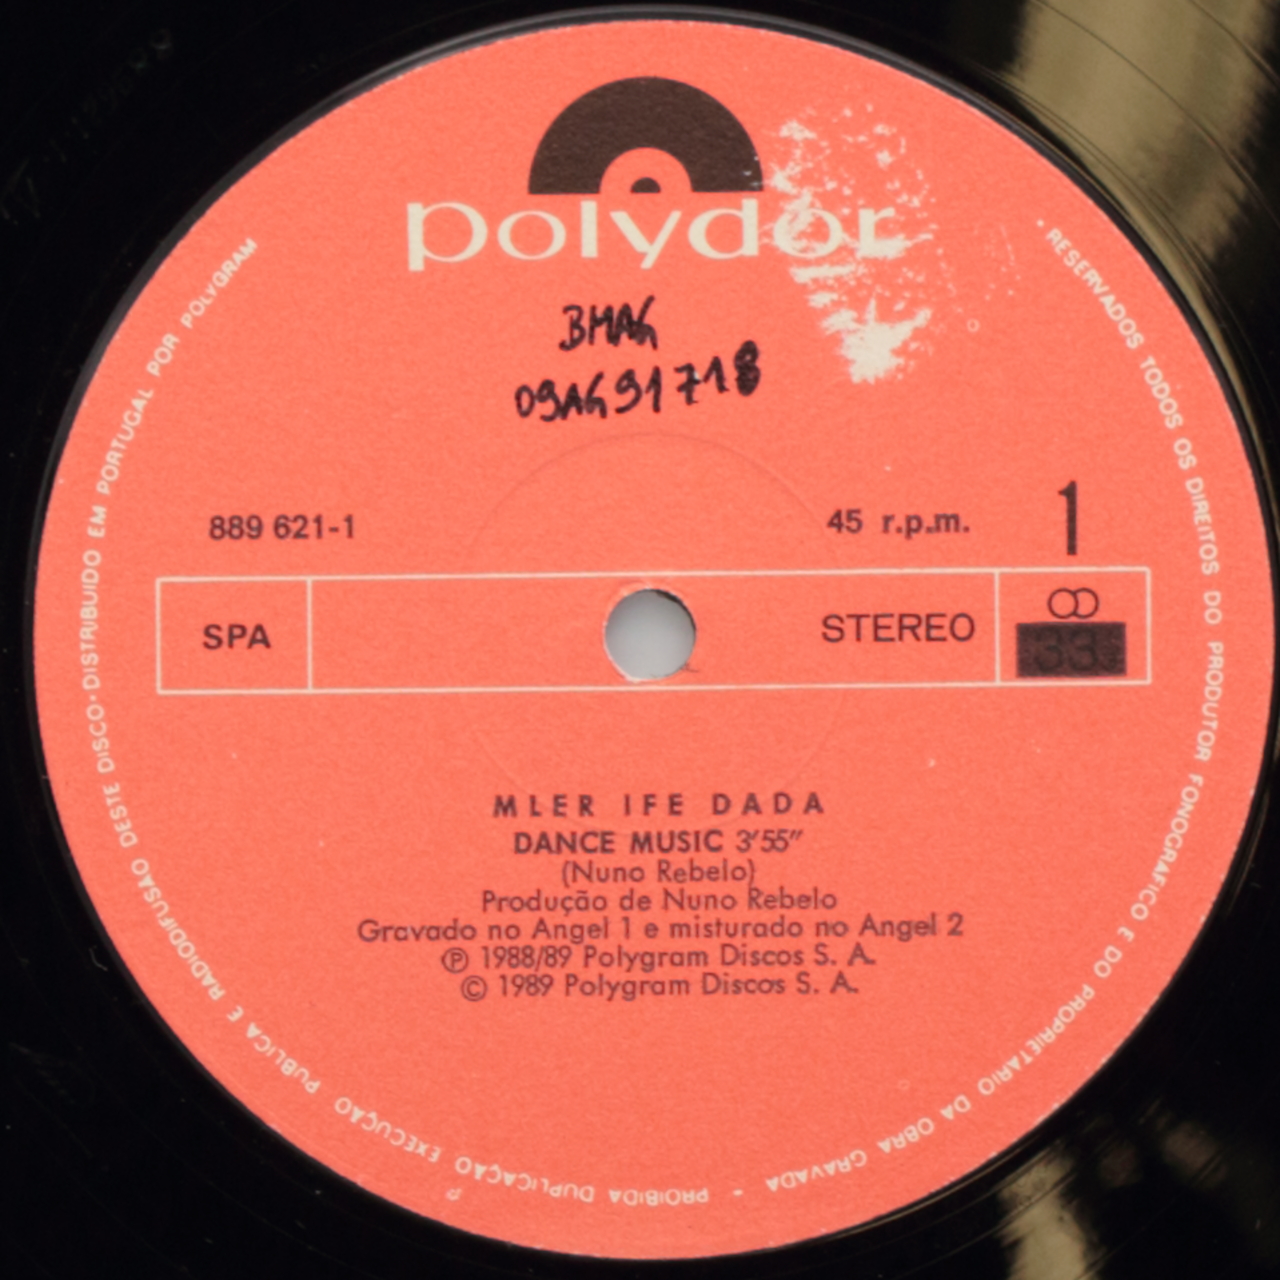 polydor
BMAG
09AG91718
889 621-1
45 r.p.m.
1
SPA
STEREO
33
MLER IFE DADA
DANCE MUSIC 3'55"
(Nuno Rebelo)
Produção de Nuno Rebelo
Gravado no Angel 1 e misturado no Angel 2
℗ 1988/89 Polygram Discos S. A.
© 1989 Polygram Discos S. A.
• RESERVADOS TODOS OS DIREITOS DO PRODUTOR FONOGRAFICO E DO PROPRIETARIO DA OBRA GRAVADA - PROIBIDA DUPLICAÇÃO EXECUÇÃO PUBLICA E RADIODIFUSÃO DESTE DISCO • DISTRIBUIDO EM PORTUGAL POR POLYGRAM